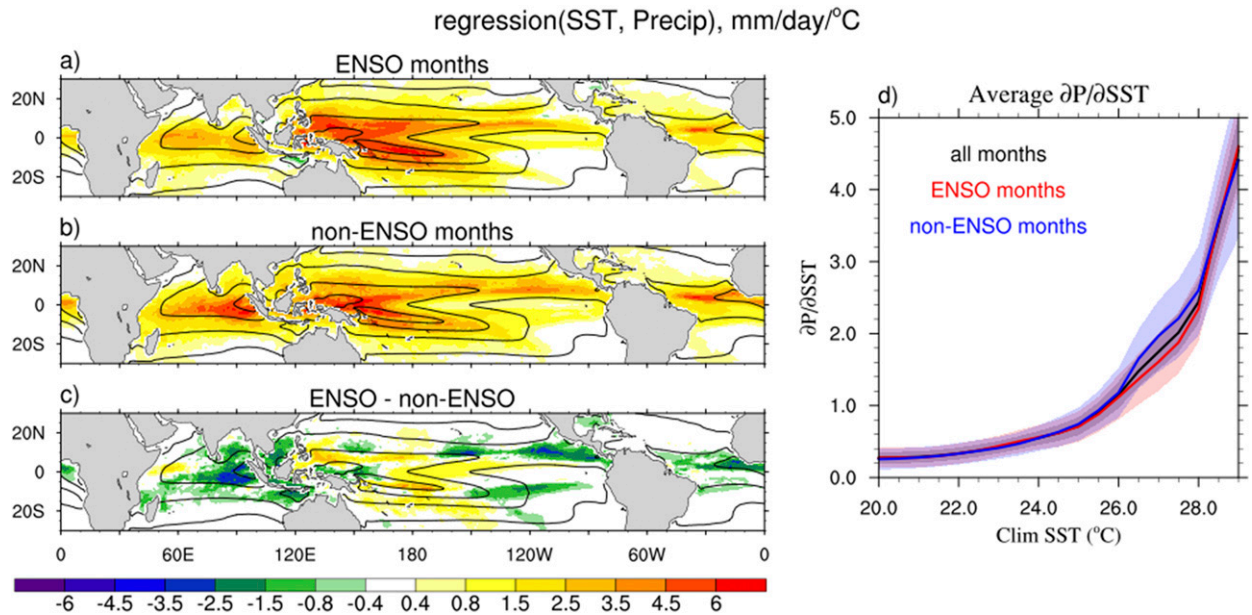 regression(SST, Precip), mm/day/°C
a)
ENSO months
20N
0
20S
b)
non-ENSO months
20N
0
20S
c)
ENSO - non-ENSO
20N
0
20S
0 60E 120E 180 120W 60W 0
-6 -4.5 -3.5 -2.5 -1.5 -0.8 -0.4 0.4 0.8 1.5 2.5 3.5 4.5 6
d)
Average ∂P/∂SST
all months
ENSO months
non-ENSO months
∂P/∂SST
5.0
4.0
3.0
2.0
1.0
0.0
20.0 22.0 24.0 26.0 28.0
Clim SST (°C)